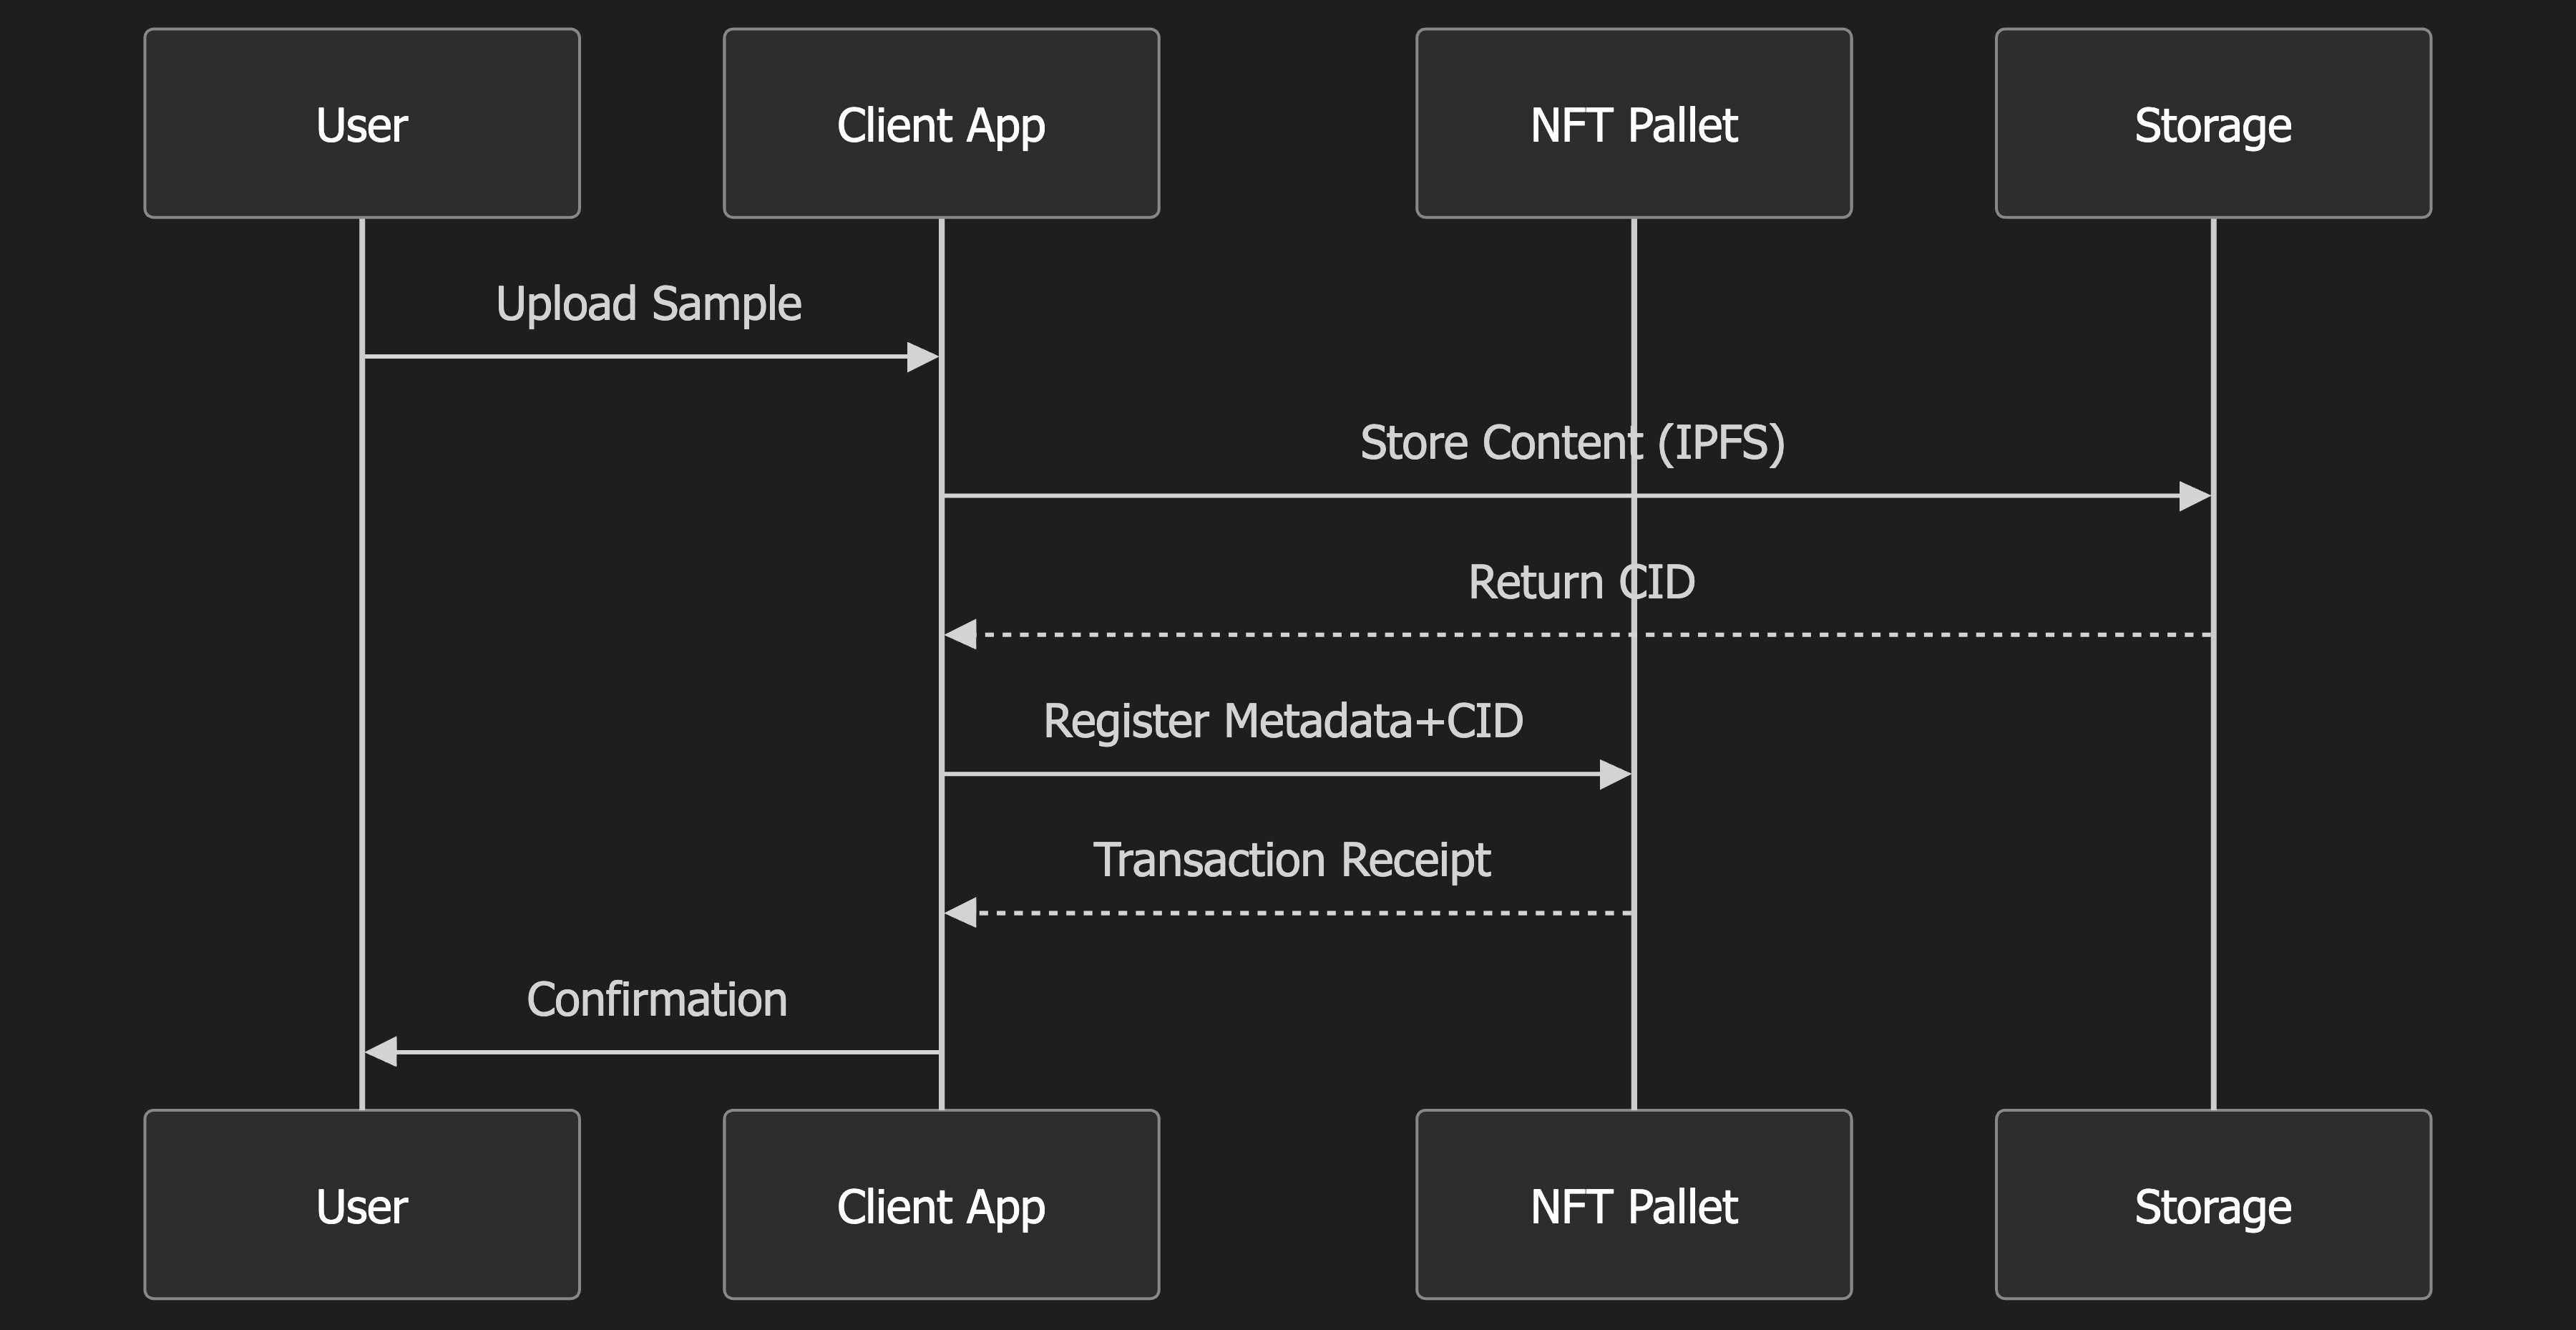 User
Client App
NFT Pallet
Storage
Upload Sample
Store Content (IPFS)
Return CID
Register Metadata+CID
Transaction Receipt
Confirmation
User
Client App
NFT Pallet
Storage